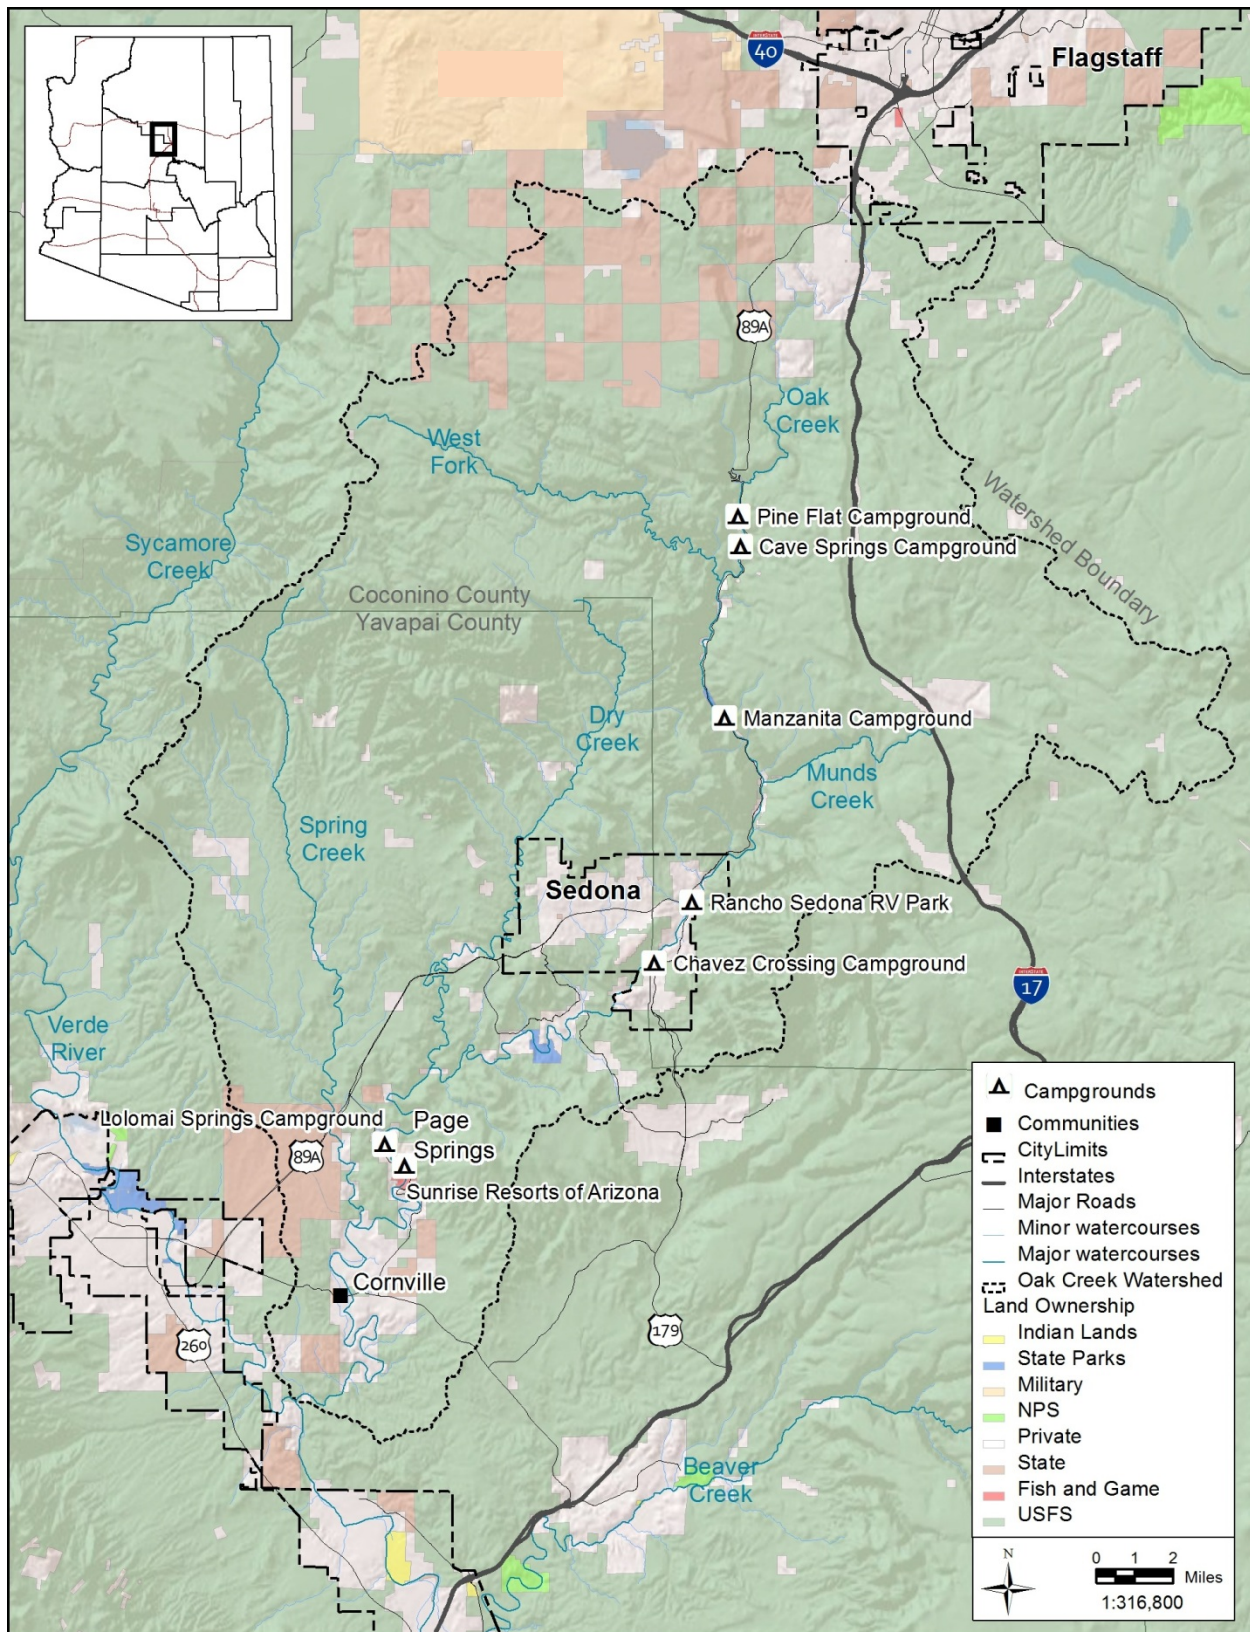 INTERSTATE
40
Flagstaff
89A
Oak
Creek
West
Fork
Pine Flat Campground
Cave Springs Campground
Watershed Boundary
Sycamore
Creek
Coconino County
Yavapai County
Dry
Creek
Manzanita Campground
Munds
Creek
Spring
Creek
Sedona
Rancho Sedona RV Park
Chavez Crossing Campground
INTERSTATE
17
Verde
River
Lolomai Springs Campground
Page
Springs
89A
Sunrise Resorts of Arizona
Cornville
260
179
Beaver
Creek
Campgrounds
Communities
CityLimits
Interstates
Major Roads
Minor watercourses
Major watercourses
Oak Creek Watershed
Land Ownership
Indian Lands
State Parks
Military
NPS
Private
State
Fish and Game
USFS
N
0 1 2
Miles
1:316,800